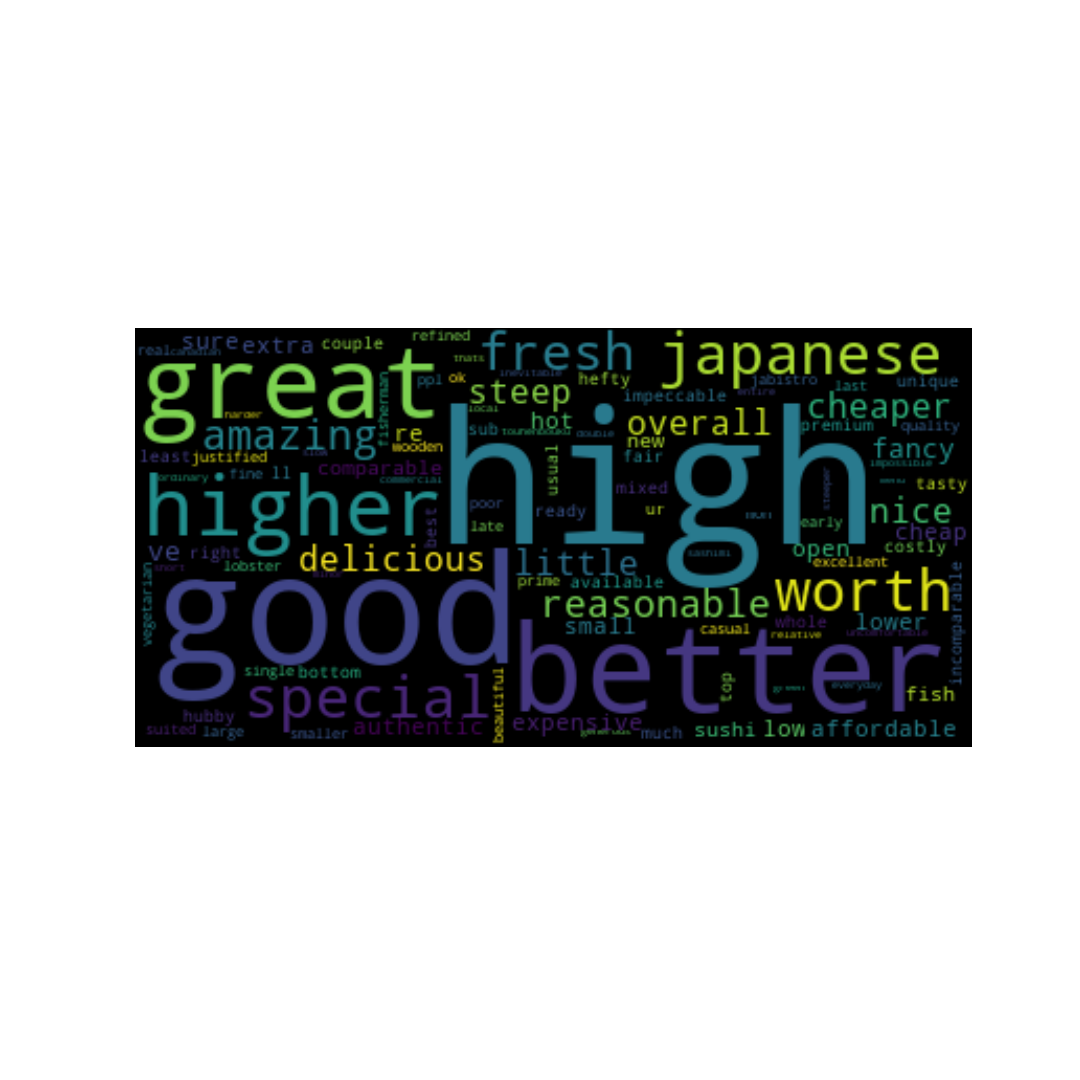 sure
extra
couple
refined
real
canadian
thats
great
fresh
japanese
ppl
ok
inevitable
hefty
jabistro
last
unique
steep
impeccable
entire
cheaper
fisherman
harder
amazing
re
wooden
sub
local
hot
double
overall
new
premium
quality
fancy
least
justified
comparable
usual
fair
impossible
ordinary
fine
ll
commercial
high
mixed
steeper
tasty
higher
best
poor
late
ready
ur
early
nice
cheap
ve
right
lobster
delicious
little
sashimi
open
costly
excellent
vegetarian
good
prime
available
reasonable
worth
incomparable
small
casual
whole
relative
lower
uncomfortable
better
single
bottom
special
beautiful
top
everyday
fish
hubby
suited
large
smaller
authentic
expensive
much
sushi
low
affordable